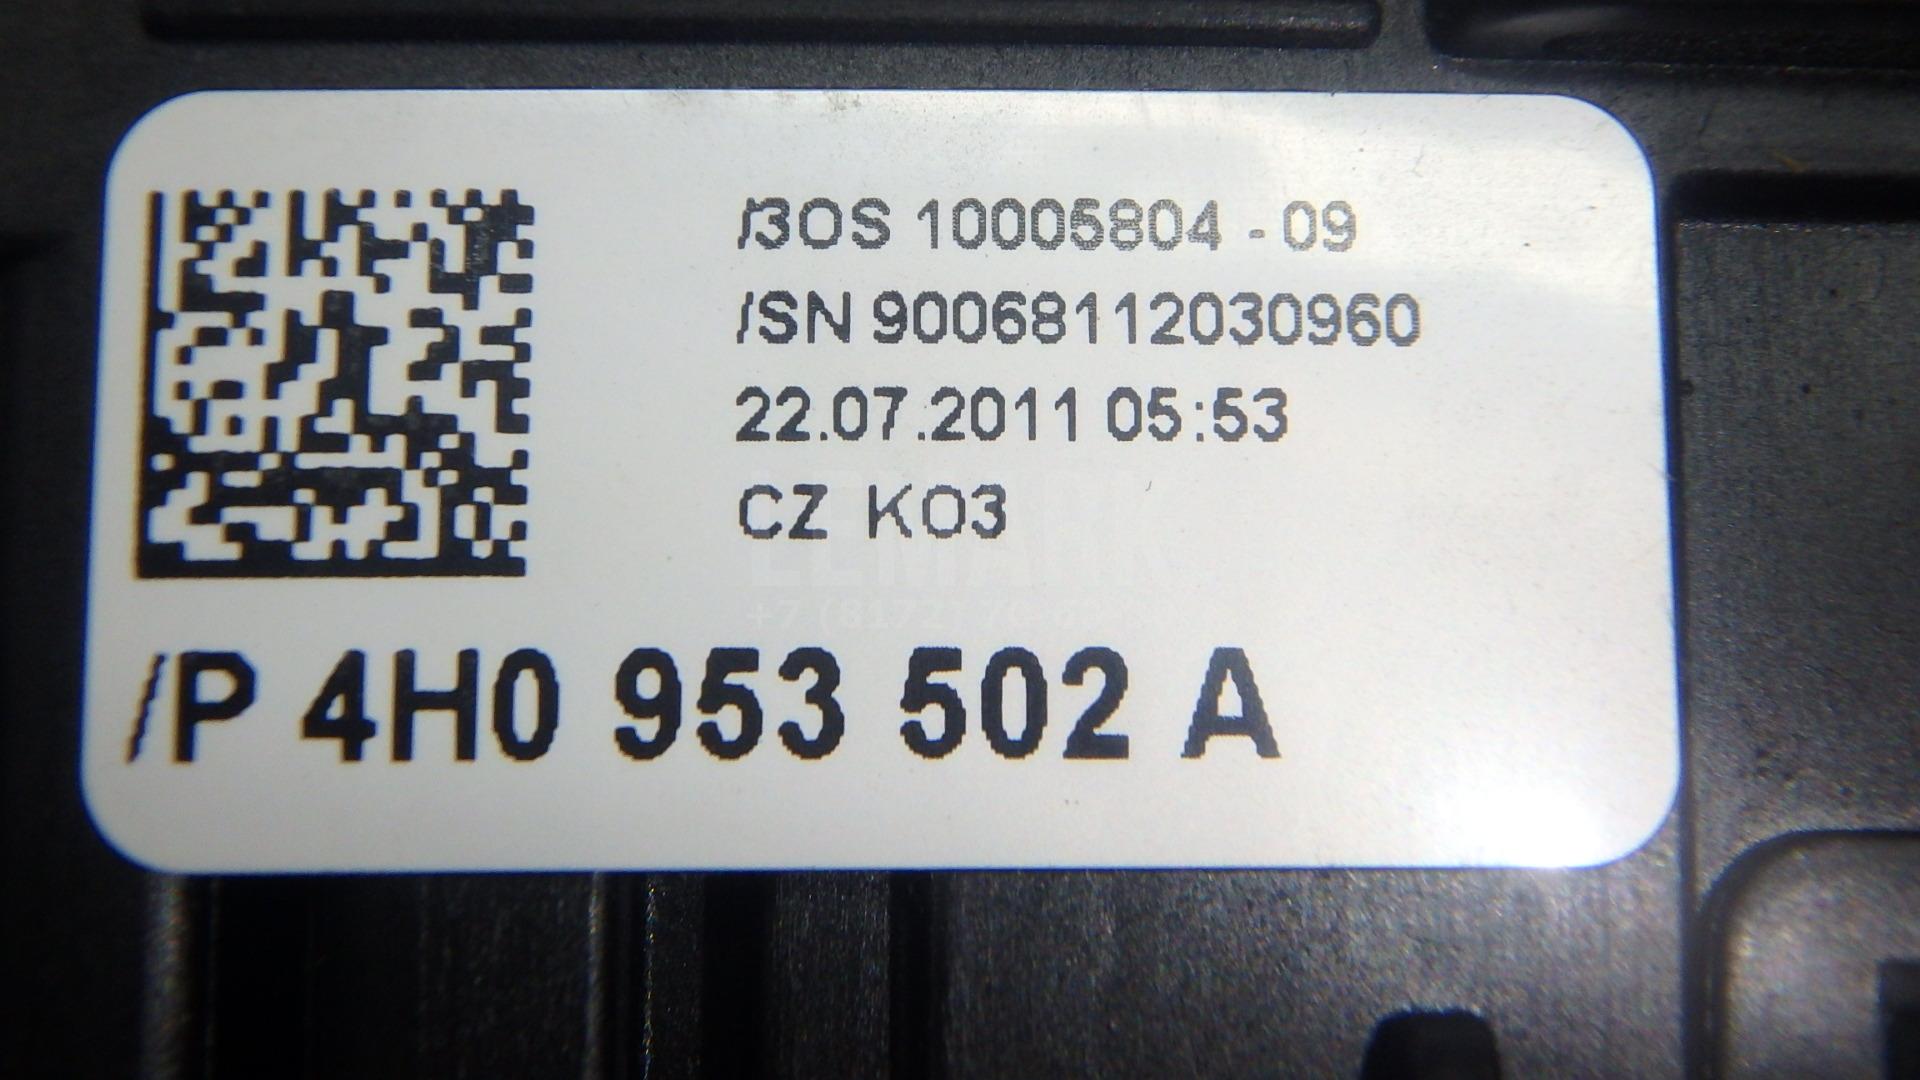 /3OS 10005804 - 09
/SN 90068112030960
22.07.2011 05:53
CZ KO3
/P 4H0 953 502 A